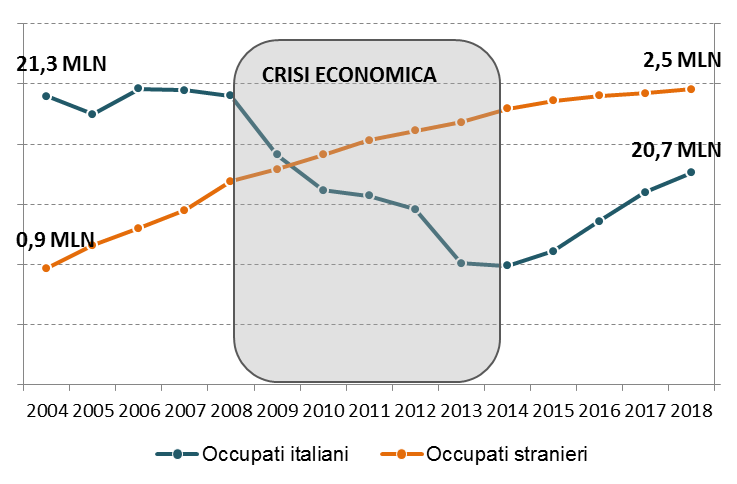 21,3 MLN
CRISI ECONOMICA
2,5 MLN
20,7 MLN
0,9 MLN
2004 2005 2006 2007 2008 2009 2010 2011 2012 2013 2014 2015 2016 2017 2018
Occupati italiani Occupati stranieri